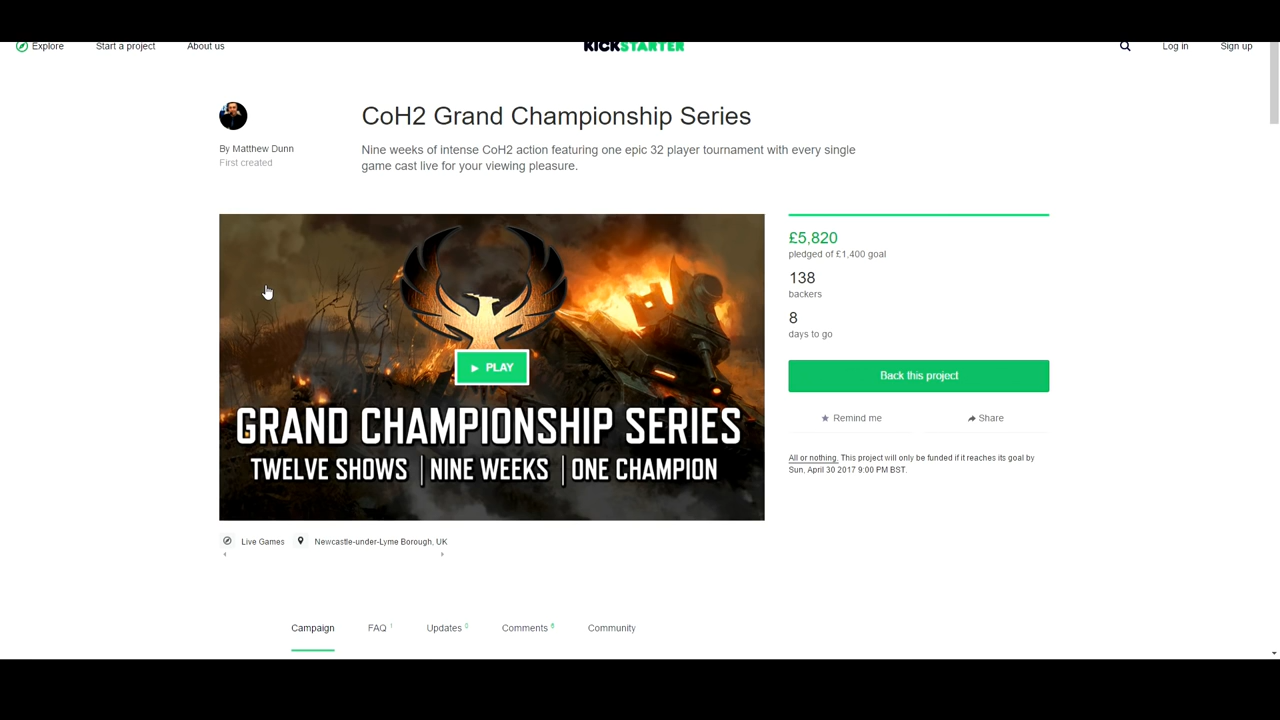 Explore
Start a project
About us
KICKSTARTER
Log in
Sign up
CoH2 Grand Championship Series
By Matthew Dunn
First created
Nine weeks of intense CoH2 action featuring one epic 32 player tournament with every single
game cast live for your viewing pleasure.
PLAY
GRAND CHAMPIONSHIP SERIES
TWELVE SHOWS | NINE WEEKS | ONE CHAMPION
£5,820
pledged of £1,400 goal
138
backers
8
days to go
Back this project
Remind me
Share
All or nothing. This project will only be funded if it reaches its goal by
Sun, April 30 2017 9:00 PM BST.
Live Games
Newcastle-under-Lyme Borough, UK
Campaign
FAQ 1
Updates
Comments
Community